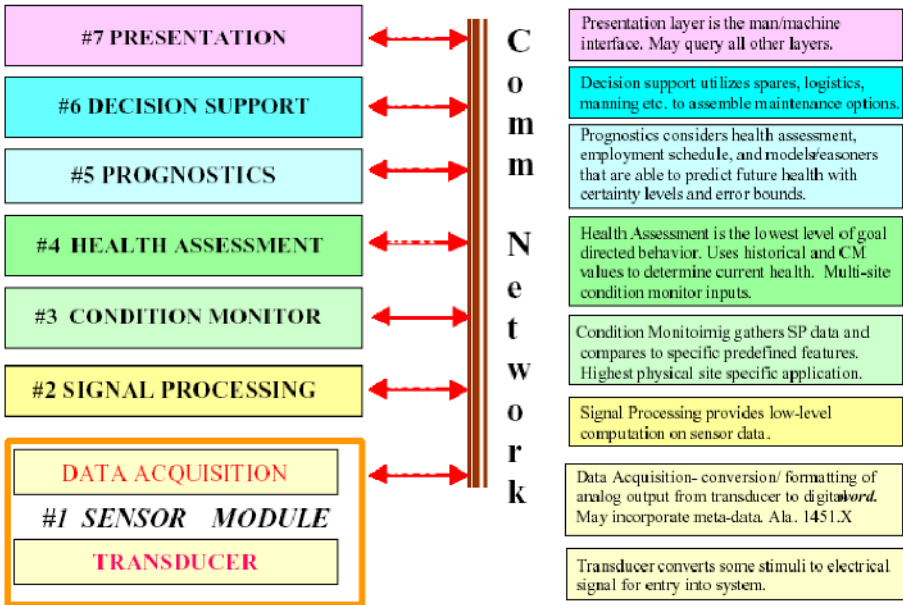 #7 PRESENTATION
#6 DECISION SUPPORT
#5 PROGNOSTICS
#4 HEALTH ASSESSMENT
#3 CONDITION MONITOR
#2 SIGNAL PROCESSING
DATA ACQUISITION
#1 SENSOR MODULE
TRANSDUCER
Comm Network
Presentation layer is the man/machine
interface. May query all other layers.
Decision support utilizes spares, logistics,
manning etc. to assemble maintenance options.
Prognostics considers health assessment,
employment schedule, and models/easoners
that are able to predict future health with
certainty levels and error bounds.
Health Assessment is the lowest level of goal
directed behavior. Uses historical and CM
values to determine current health. Multi-site
condition monitor inputs.
Condition Monitoirnig gathers SP data and
compares to specific predefined features.
Highest physical site specific application.
Signal Processing provides low-level
computation on sensor data.
Data Acquisition- conversion/ formatting of
analog output from transducer to digital word.
May incorporate meta-data. Ala. 1451.X
Transducer converts some stimuli to electrical
signal for entry into system.